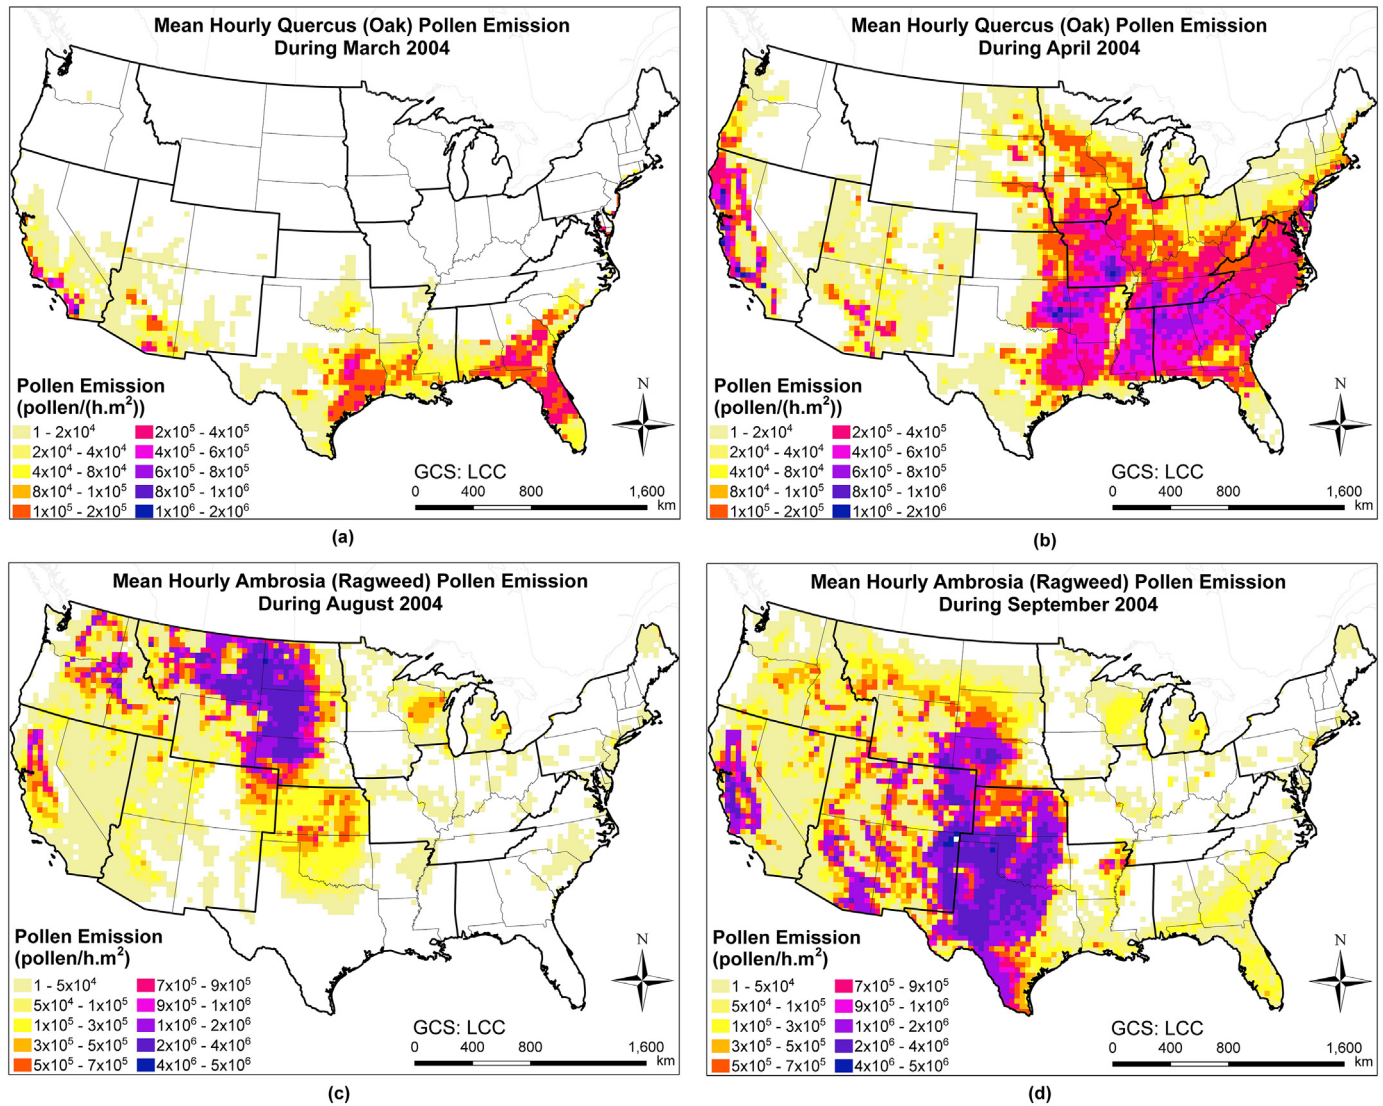 Mean Hourly Quercus (Oak) Pollen Emission
During March 2004
Pollen Emission
(pollen/(h.m²))
1 - 2x10⁴
2x10⁴ - 4x10⁴
4x10⁴ - 8x10⁴
8x10⁴ - 1x10⁵
1x10⁵ - 2x10⁵
2x10⁵ - 4x10⁵
4x10⁵ - 6x10⁵
6x10⁵ - 8x10⁵
8x10⁵ - 1x10⁶
1x10⁶ - 2x10⁶
N
GCS: LCC
0 400 800 1,600
km
(a)
Mean Hourly Quercus (Oak) Pollen Emission
During April 2004
Pollen Emission
(pollen/(h.m²))
1 - 2x10⁴
2x10⁴ - 4x10⁴
4x10⁴ - 8x10⁴
8x10⁴ - 1x10⁵
1x10⁵ - 2x10⁵
2x10⁵ - 4x10⁵
4x10⁵ - 6x10⁵
6x10⁵ - 8x10⁵
8x10⁵ - 1x10⁶
1x10⁶ - 2x10⁶
N
GCS: LCC
0 400 800 1,600
km
(b)
Mean Hourly Ambrosia (Ragweed) Pollen Emission
During August 2004
Pollen Emission
(pollen/h.m²)
1 - 5x10⁴
5x10⁴ - 1x10⁵
1x10⁵ - 3x10⁵
3x10⁵ - 5x10⁵
5x10⁵ - 7x10⁵
7x10⁵ - 9x10⁵
9x10⁵ - 1x10⁶
1x10⁶ - 2x10⁶
2x10⁶ - 4x10⁶
4x10⁶ - 5x10⁶
N
GCS: LCC
0 400 800 1,600
km
(c)
Mean Hourly Ambrosia (Ragweed) Pollen Emission
During September 2004
Pollen Emission
(pollen/h.m²)
1 - 5x10⁴
5x10⁴ - 1x10⁵
1x10⁵ - 3x10⁵
3x10⁵ - 5x10⁵
5x10⁵ - 7x10⁵
7x10⁵ - 9x10⁵
9x10⁵ - 1x10⁶
1x10⁶ - 2x10⁶
2x10⁶ - 4x10⁶
4x10⁶ - 5x10⁶
N
GCS: LCC
0 400 800 1,600
km
(d)